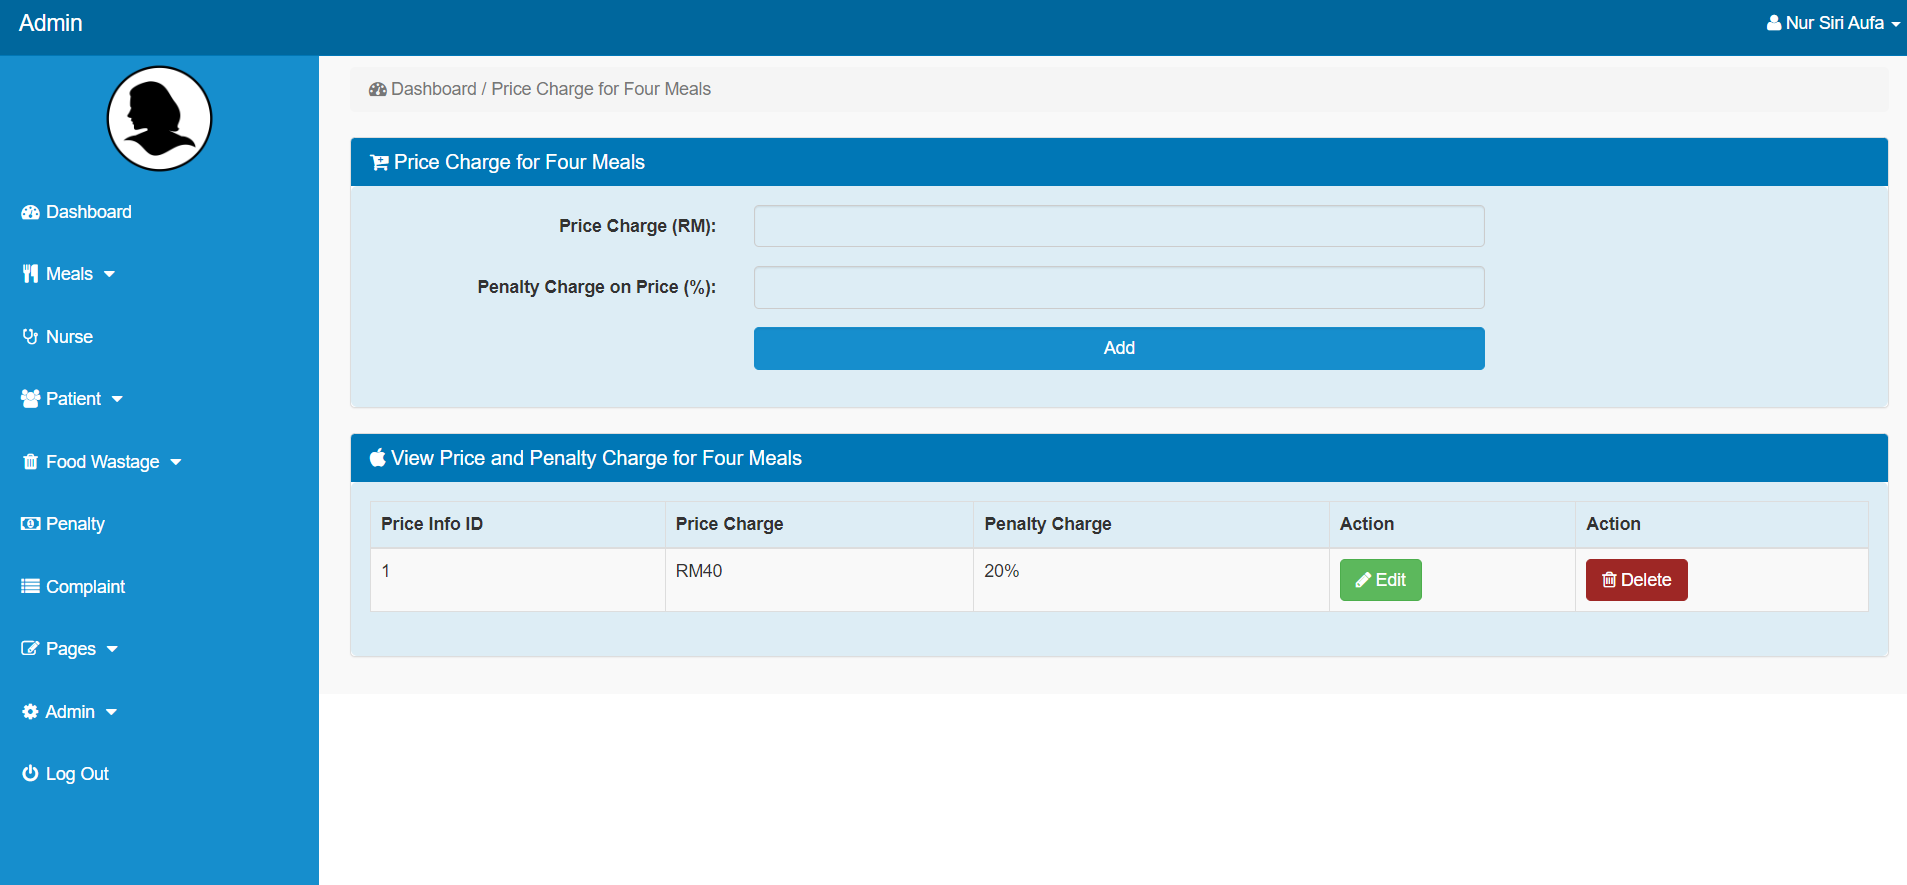 Admin
Nur Siri Aufa
Dashboard
Meals
Nurse
Patient
Food Wastage
Penalty
Complaint
Pages
Admin
Log Out
Dashboard / Price Charge for Four Meals
Price Charge for Four Meals
Price Charge (RM):
Penalty Charge on Price (%):
Add
View Price and Penalty Charge for Four Meals
Price Info ID Price Charge Penalty Charge Action Action
1 RM40 20% Edit Delete